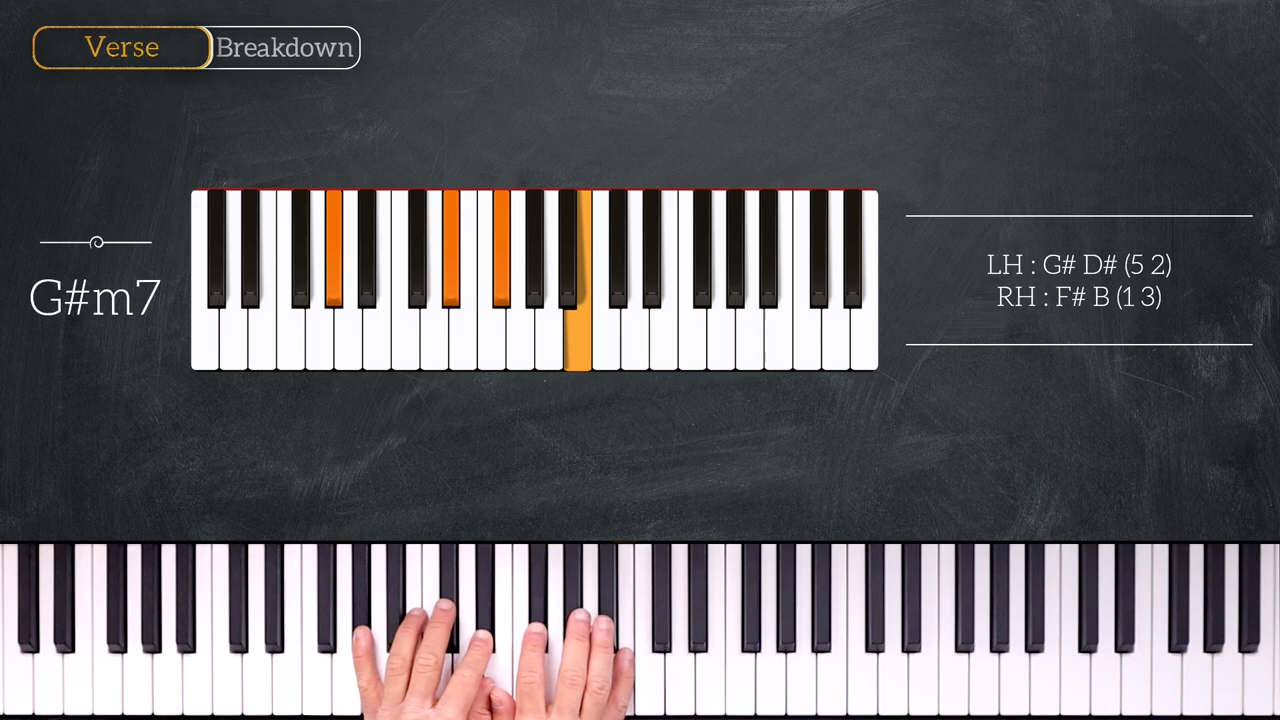 Verse
Breakdown
G#m7
LH : G# D# (5 2)
RH : F# B (1 3)